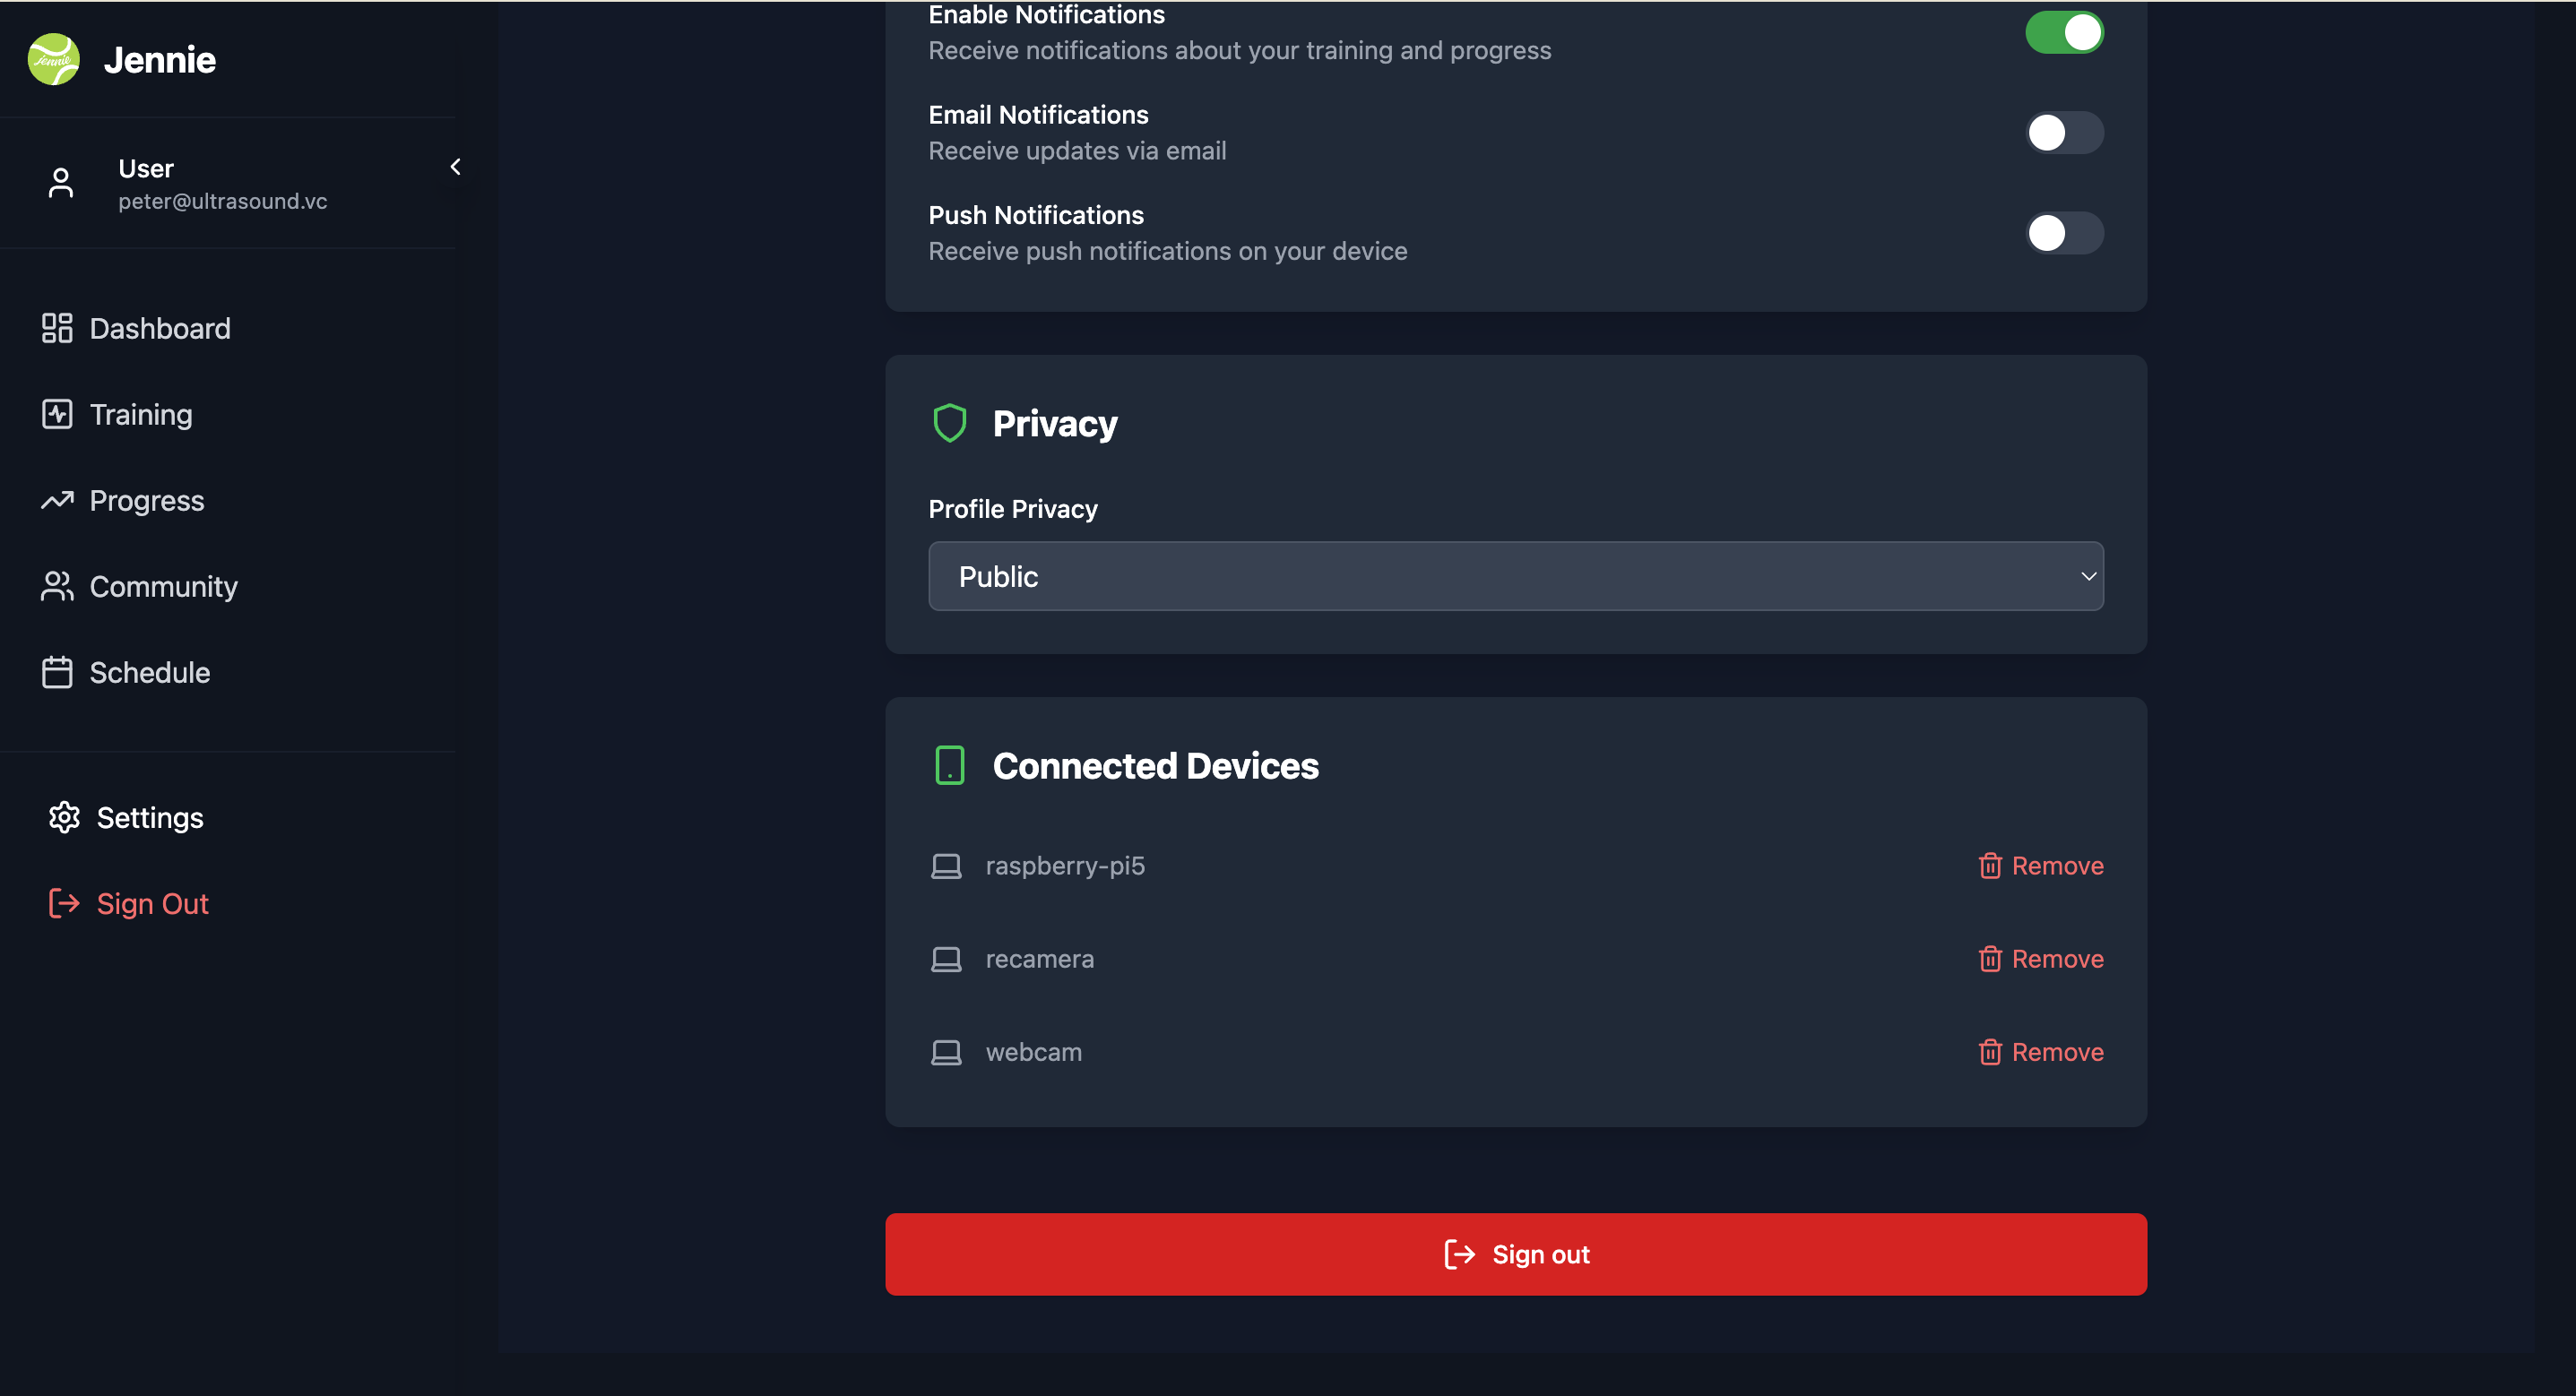 Jennie
Jennie
User
peter@ultrasound.vc
Dashboard
Training
Progress
Community
Schedule
Settings
Sign Out
Enable Notifications
Receive notifications about your training and progress
Email Notifications
Receive updates via email
Push Notifications
Receive push notifications on your device
Privacy
Profile Privacy
Public
Connected Devices
raspberry-pi5
Remove
recamera
Remove
webcam
Remove
Sign out